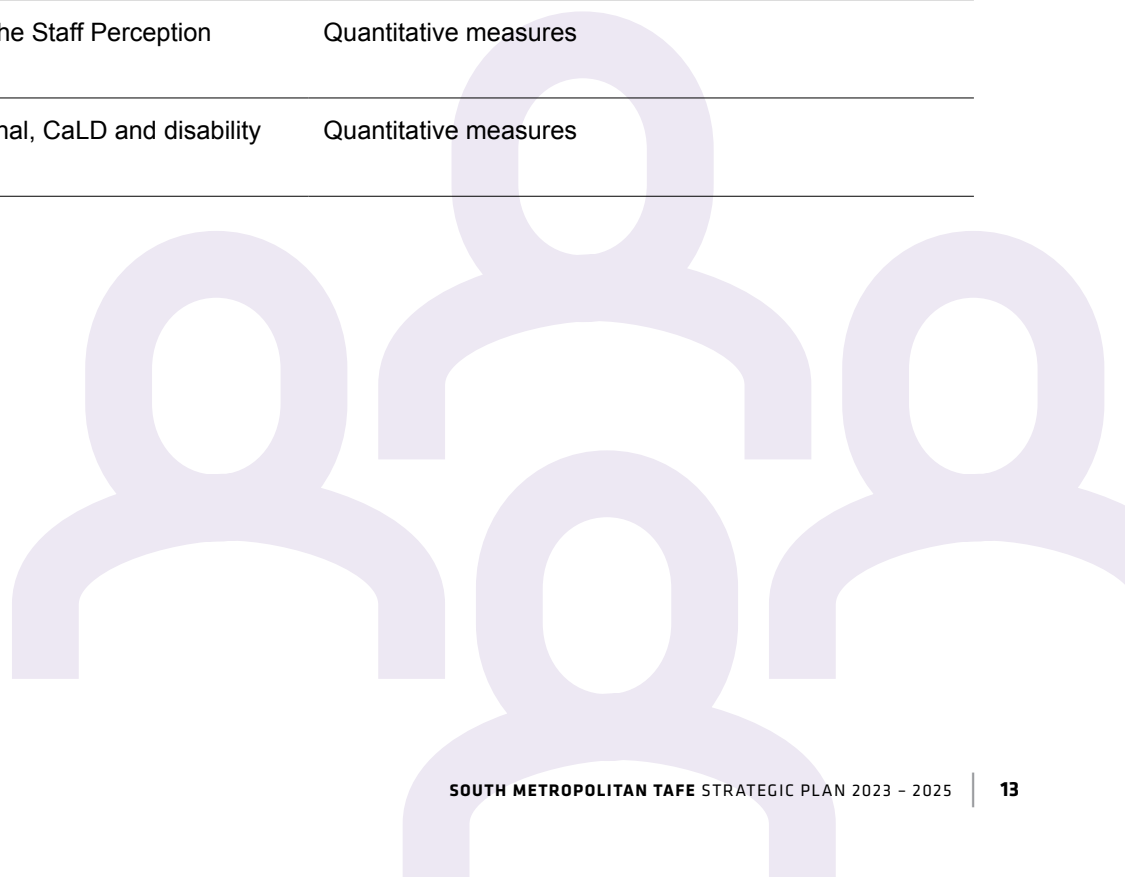 he Staff Perception Quantitative measures
nal, CaLD and disability Quantitative measures
SOUTH METROPOLITAN TAFE STRATEGIC PLAN 2023 – 2025 13